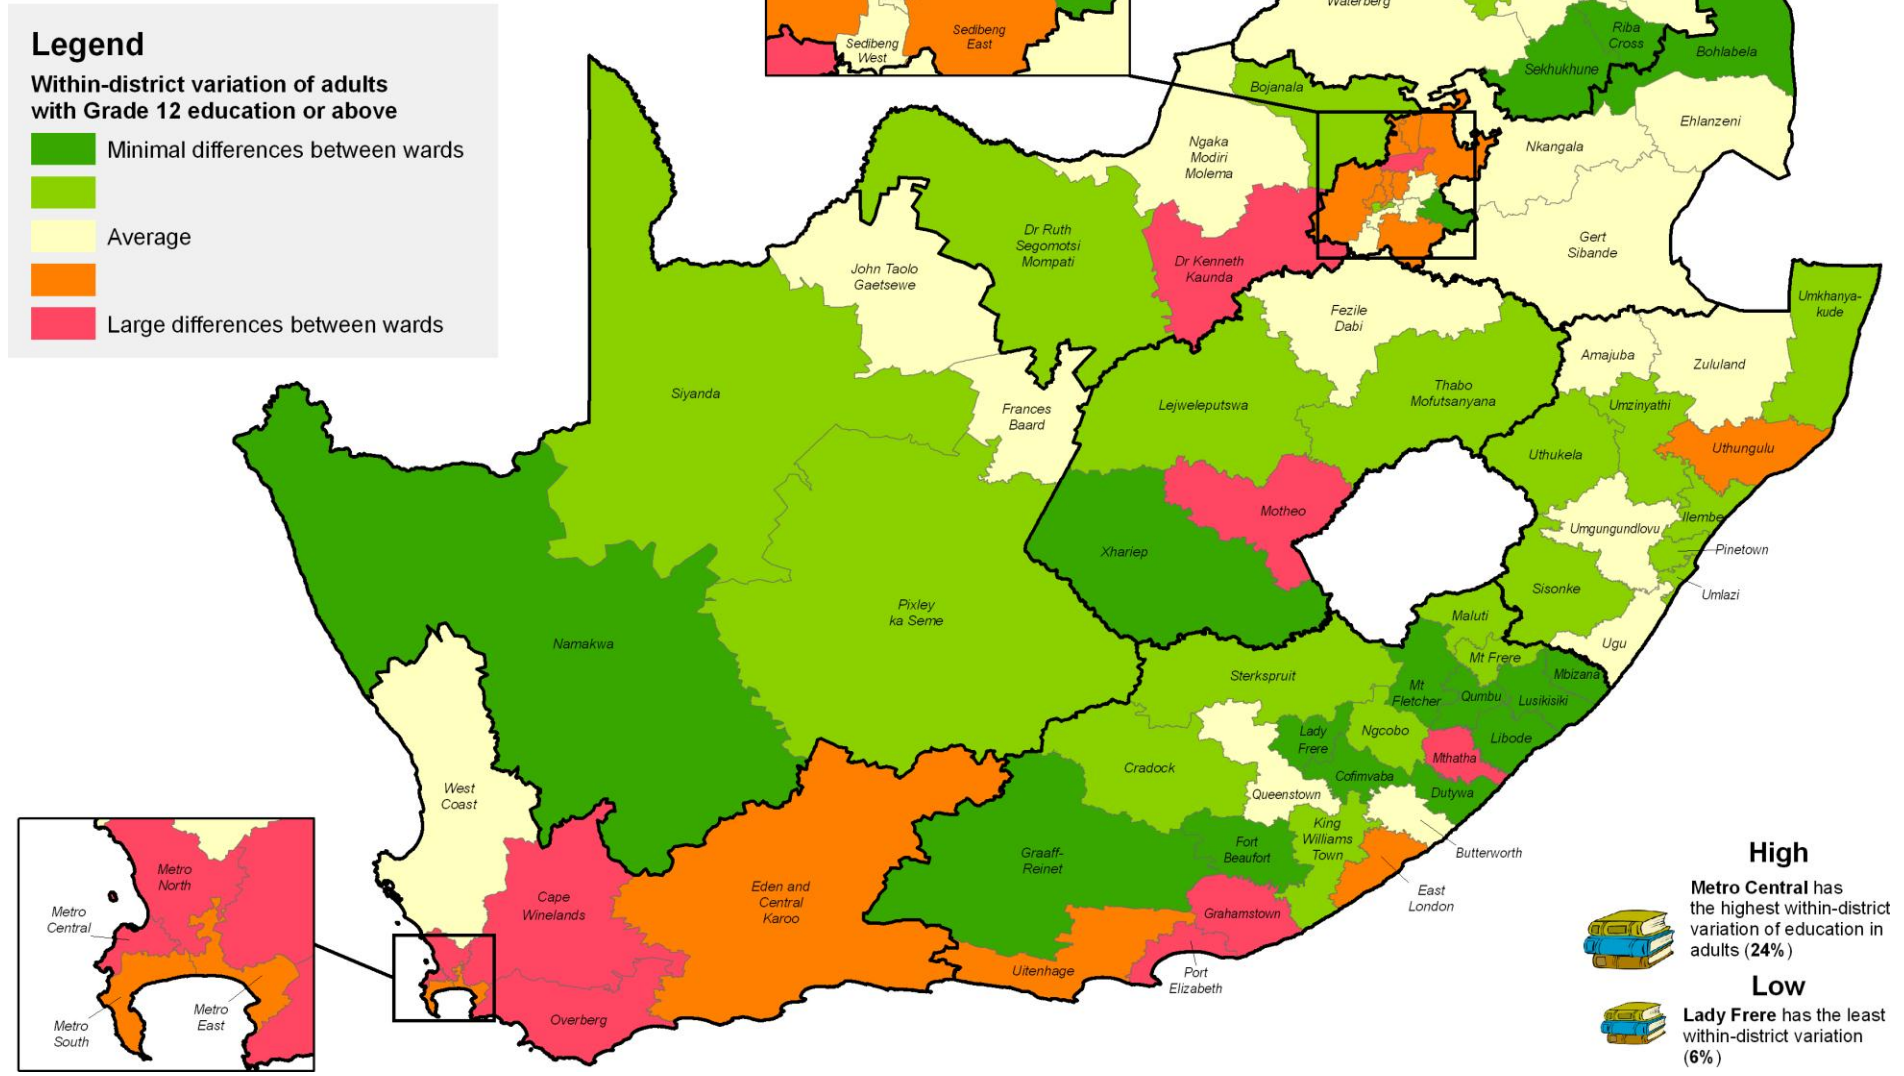 Legend
Within-district variation of adults
with Grade 12 education or above
Minimal differences between wards
Average
Large differences between wards
Sedibeng
West
Sedibeng
East
Waterberg
Riba
Cross
Bohlabela
Sekhukhune
Bojanala
Ehlanzeni
Nkangala
Ngaka
Modiri
Molema
Dr Ruth
Segomotsi
Mompati
Gert
Sibande
John Taolo
Gaetsewe
Dr Kenneth
Kaunda
Umkhanya-
kude
Fezile
Dabi
Amajuba
Zululand
Siyanda
Thabo
Mofutsanyana
Lejweleputswa
Umzinyathi
Frances
Baard
Uthungulu
Uthukela
Motheo
Ilembe
Umgungundlovu
Pinetown
Xhariep
Sisonke
Umlazi
Pixley
ka Seme
Maluti
Ugu
Namakwa
Mt Frere
Sterkspruit
Mbizana
Mt
Fletcher
Qumbu
Lusikisiki
Lady
Frere
Ngcobo
Libode
Mthatha
Cradock
Cofimvaba
West
Coast
Queenstown
Dutywa
King
Williams
Town
Fort
Beaufort
Butterworth
Graaff-
Reinet
East
London
Eden and
Central
Karoo
Cape
Winelands
Grahamstown
Uitenhage
Port
Elizabeth
Overberg
Metro
North
Metro
Central
Metro
East
Metro
South
High
Metro Central has
the highest within-district
variation of education in
adults (24%)
Low
Lady Frere has the least
within-district variation
(6%)